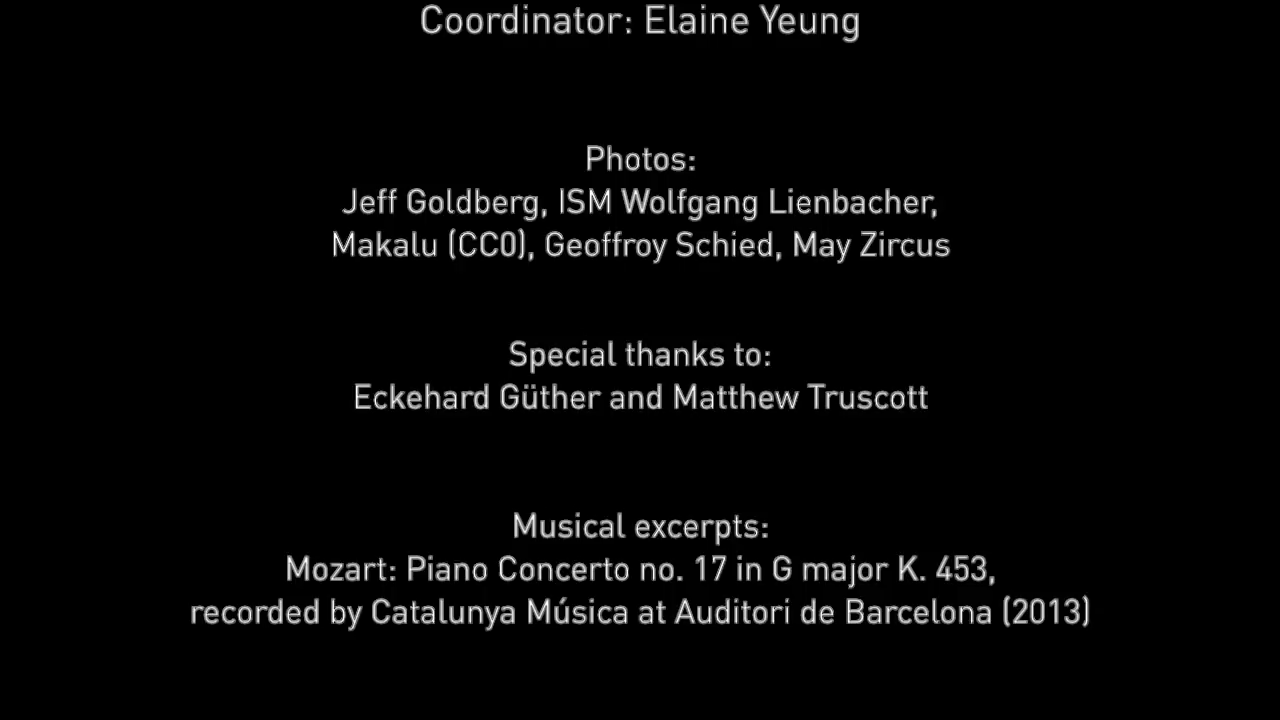 Coordinator: Elaine Yeung
Photos:
Jeff Goldberg, ISM Wolfgang Lienbacher,
Makalu (CC0), Geoffroy Schied, May Zircus
Special thanks to:
Eckehard Güther and Matthew Truscott
Musical excerpts:
Mozart: Piano Concerto no. 17 in G major K. 453,
recorded by Catalunya Música at Auditori de Barcelona (2013)